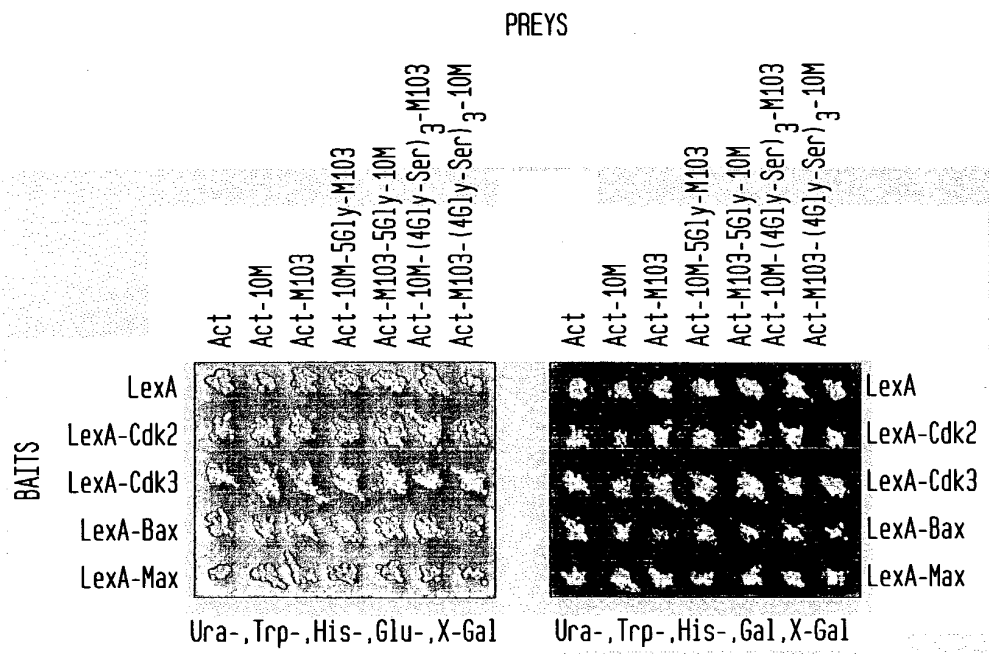 PREYS
Act
Act-10M
Act-M103
Act-10M-5Gly-M103
Act-M103-5Gly-10M
Act-10M-(4Gly-Ser)3-M103
Act-M103-(4Gly-Ser)3-10M
Act
Act-10M
Act-M103
Act-10M-5Gly-M103
Act-M103-5Gly-10M
Act-10M-(4Gly-Ser)3-M103
Act-M103-(4Gly-Ser)3-10M
BAITS
LexA
LexA-Cdk2
LexA-Cdk3
LexA-Bax
LexA-Max
LexA
LexA-Cdk2
LexA-Cdk3
LexA-Bax
LexA-Max
Ura-,Trp-,His-,Glu-,X-Gal
Ura-,Trp-,His-,Gal,X-Gal